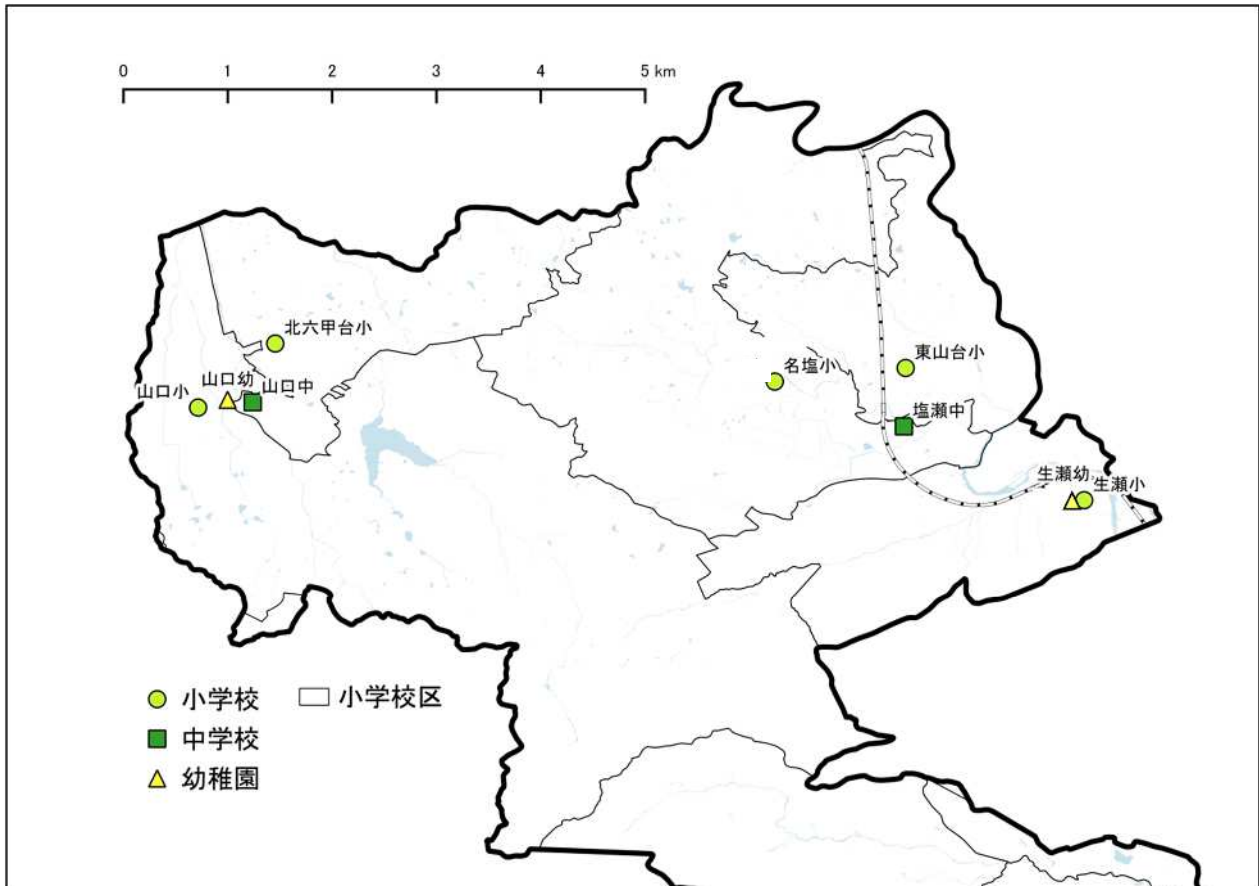 0 1 2 3 4 5 km
北六甲台小
山口幼
山口中
山口小
東山台小
名塩小
塩瀬中
生瀬幼
生瀬小
小学校
小学校区
中学校
幼稚園